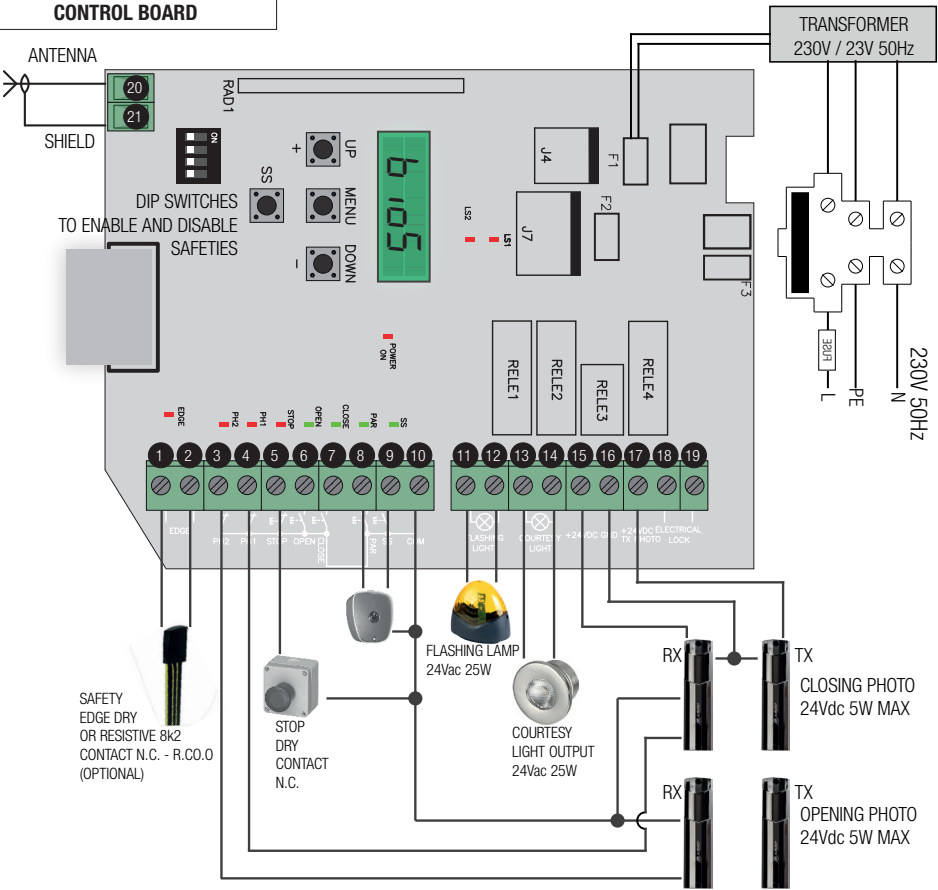 CONTROL BOARD
TRANSFORMER
230V / 23V 50Hz
ANTENNA
20
21
SHIELD
RAD1
ON
DIP SWITCHES
TO ENABLE AND DISABLE
SAFETIES
SS
+
UP
MENU
-
DOWN
J4
F1
J7
F2
LS2
LS1
F3
POWER
ON
RELE1
RELE2
RELE3
RELE4
FUSE
L
PE
N
230V 50Hz
EDGE
PH2
PH1
STOP
OPEN
CLOSE
PAR
SS
1 2 3 4 5 6 7 8 9 10 11 12 13 14 15 16 17 18 19
EDGE
PH2
PH1
STOP
OPEN
CLOSE
PAR
SS
COM
FLASHING
LIGHT
COURTESY
LIGHT
+24VDC
GND
+24VDC
TX PHOTO
ELECTRICAL
LOCK
SAFETY
EDGE DRY
OR RESISTIVE 8k2
CONTACT N.C. - R.CO.O
(OPTIONAL)
STOP
DRY
CONTACT
N.C.
FLASHING LAMP
24Vac 25W
COURTESY
LIGHT OUTPUT
24Vac 25W
RX
TX
CLOSING PHOTO
24Vdc 5W MAX
RX
TX
OPENING PHOTO
24Vdc 5W MAX